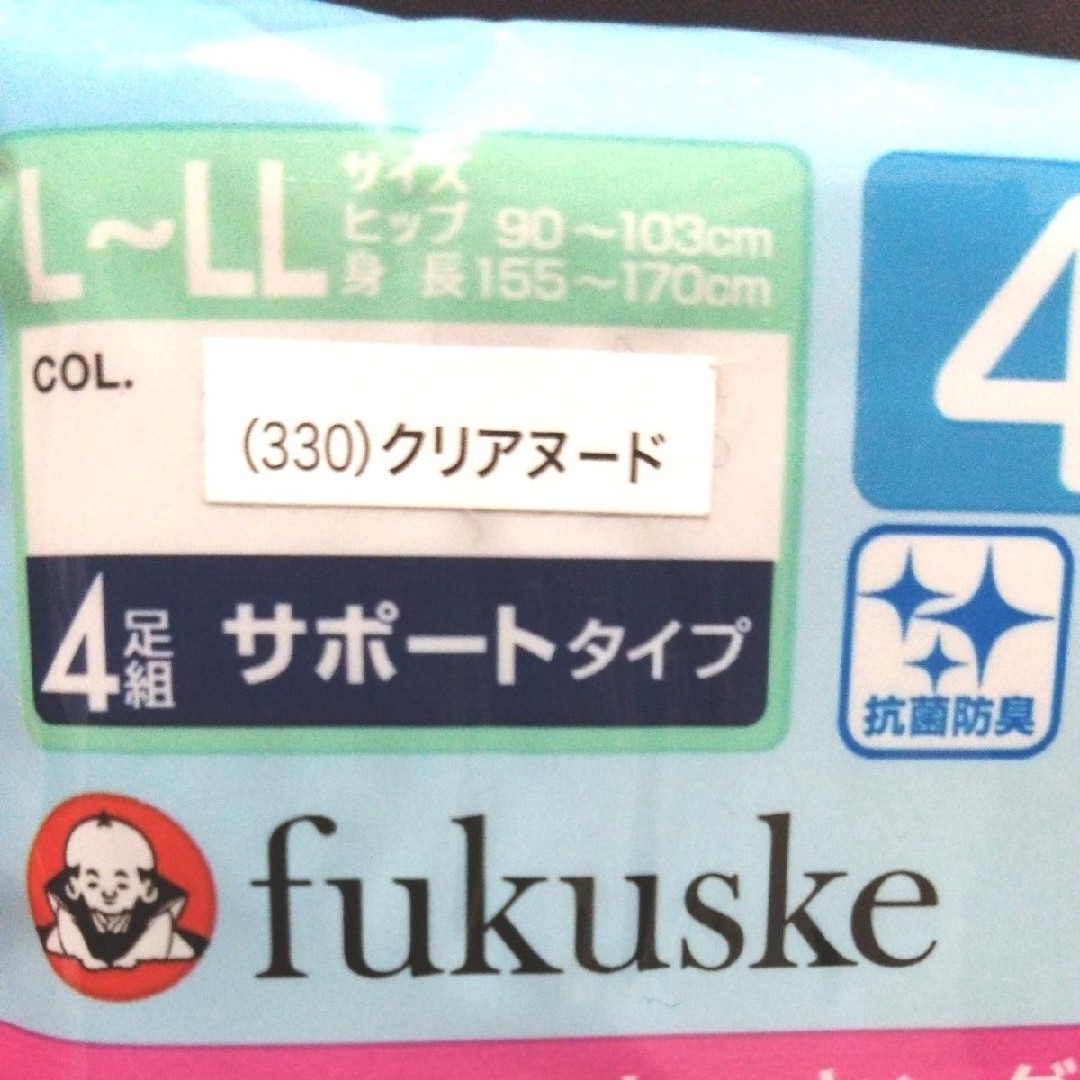 L~LL
サイズ
ヒップ 90~103cm
身長 155~170cm
COL.
(330)クリアヌード
4足組 サポートタイプ
4
抗菌防臭
fukuske